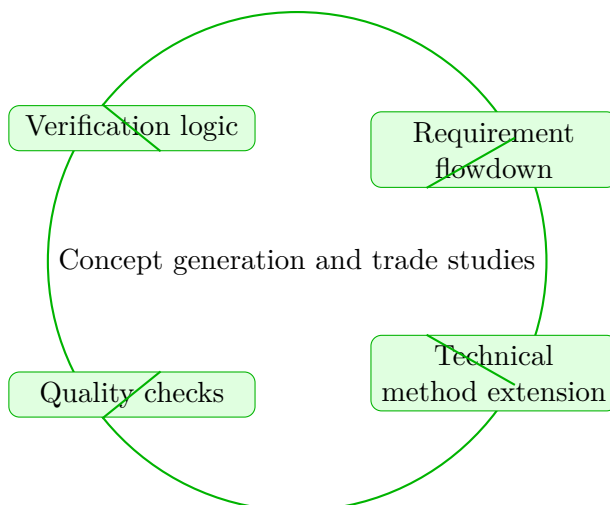 Verification logic
Requirement
flowdown
Concept generation and trade studies
Technical
method extension
Quality checks